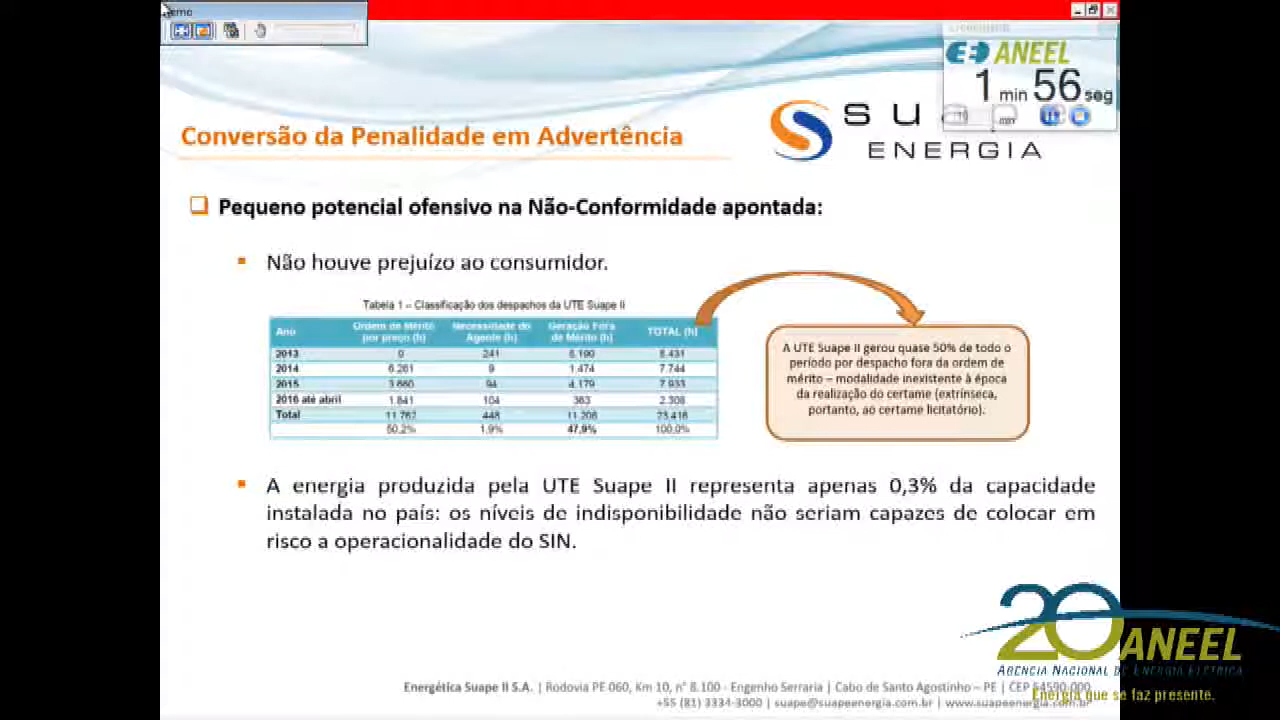 ANEEL
1 min 56 seg
SU
ENERGIA
Conversão da Penalidade em Advertência
Pequeno potencial ofensivo na Não-Conformidade apontada:
Não houve prejuízo ao consumidor.
Tabela 1 – Classificação dos despachos da UTE Suape II
Ano Ordem de Mérito por preço (h) Necessidade do Agente (h) Geração Fora de Mérito (h) TOTAL (h)
2013 0 241 8.431
2014 6.261 9 1.474 7.744
2015 3.660 94 4.179 7.933
2016 até abril 1.841 104 363 2.308
Total 11.762 448 11.206
50,2% 1,9% 47,9% 100,0%
A UTE Suape II gerou quase 50% de todo o
período por despacho fora da ordem de
mérito – modalidade inexistente à época
da realização do certame (extrínseca,
portanto, ao certame licitatório).
A energia produzida pela UTE Suape II representa apenas 0,3% da capacidade
instalada no país: os níveis de indisponibilidade não seriam capazes de colocar em
risco a operacionalidade do SIN.
20 ANEEL
AGÊNCIA NACIONAL DE ENERGIA ELÉTRICA
Energia que se faz presente.
Energética Suape II S.A. | Rodovia PE 060, Km 10, n° 8.100 - Engenho Serraria | Cabo de Santo Agostinho – PE | CEP 54590-000
+55 (81) 3334-3000 | suape@suapeenergia.com.br | www.suapeenergia.com.br